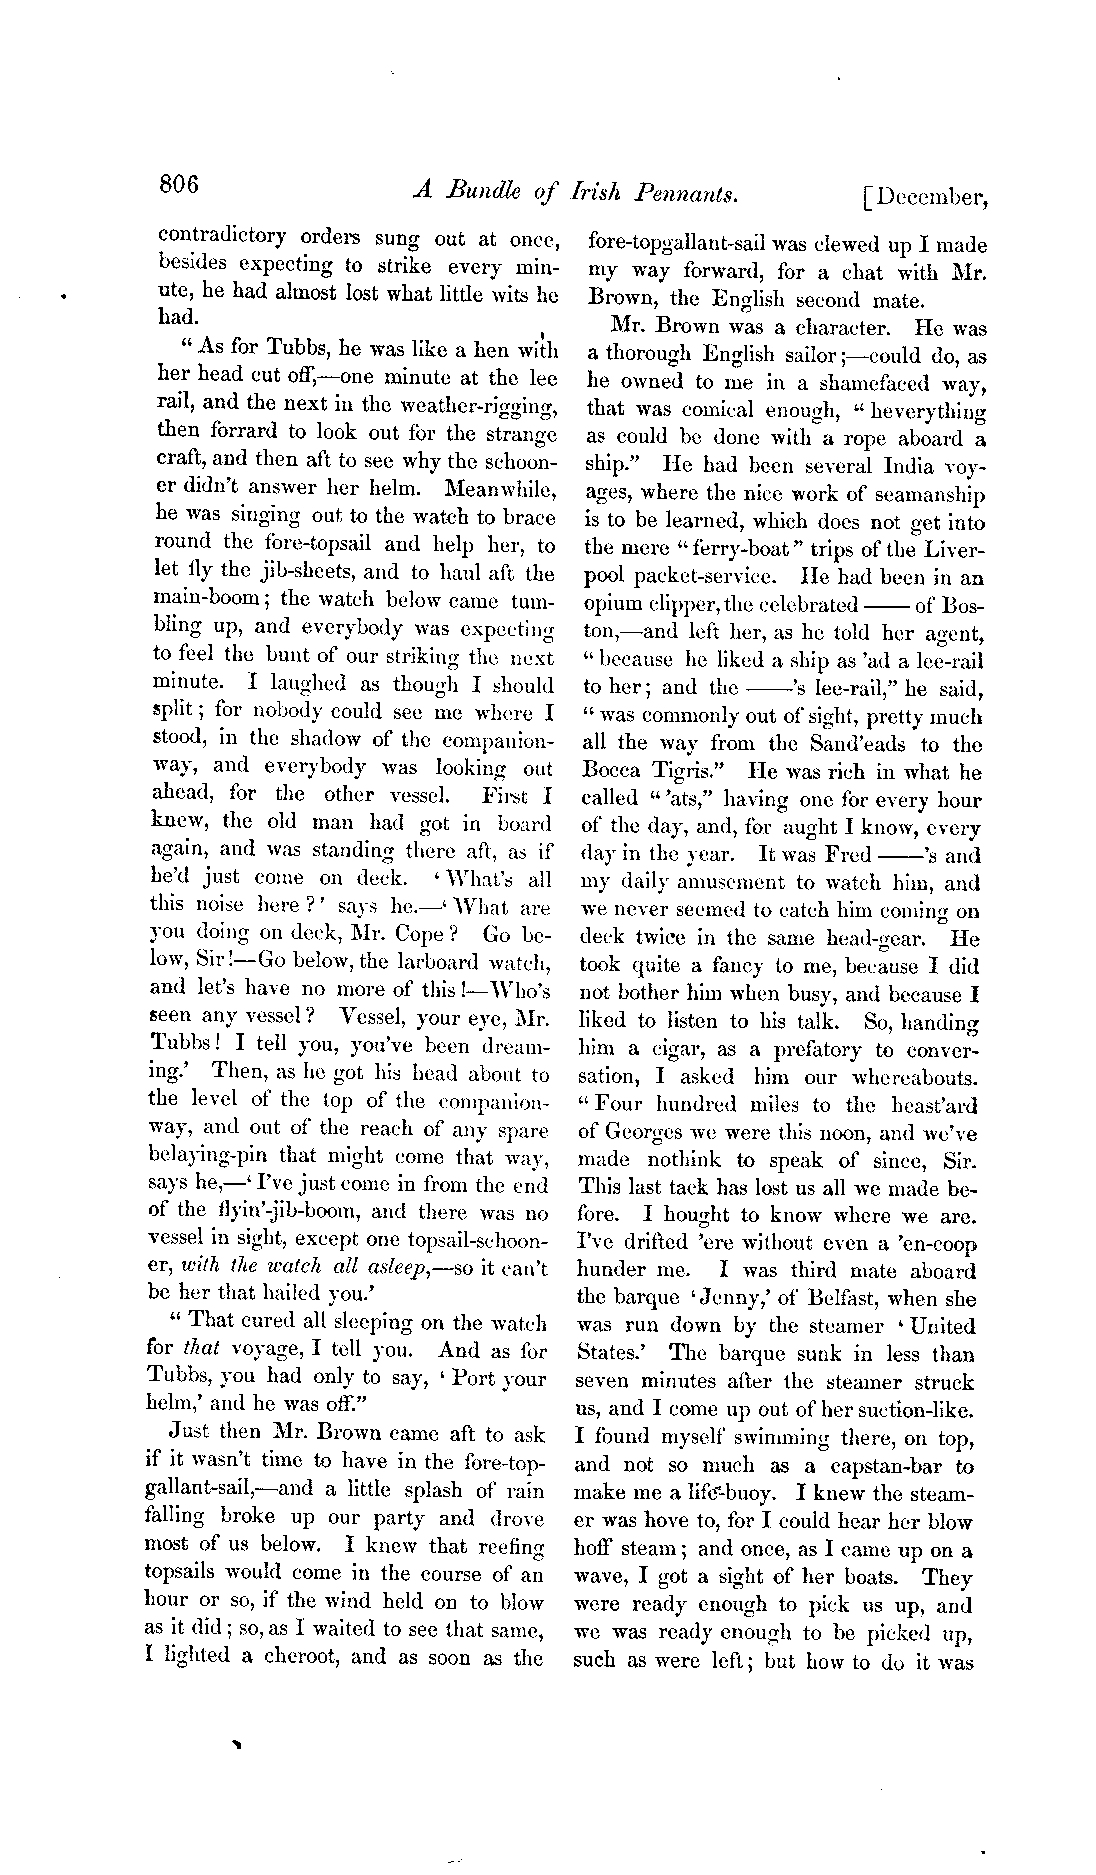 806
A Bundle of Irish Pennants.
[December,
contradictory orders sung out at once,
besides expecting to strike every min-
ute, he had almost lost what little wits he
had.
“ As for Tubbs, he was like a hen with
her head cut off,—one minute at the lee
rail, and the next in the weather-rigging,
then forrard to look out for the strange
craft, and then aft to see why the schoon-
er didn’t answer her helm. Meanwhile,
he was singing out to the watch to brace
round the fore-topsail and help her, to
let fly the jib-sheets, and to haul aft the
main-boom; the watch below came tum-
bling up, and everybody was expecting
to feel the bunt of our striking the next
minute. I laughed as though I should
split; for nobody could see me where I
stood, in the shadow of the companion-
way, and everybody was looking out
ahead, for the other vessel. First I
knew, the old man had got in board
again, and was standing there aft, as if
he’d just come on deck. ‘What’s all
this noise here?’ says he.—‘What are
you doing on deck, Mr. Cope? Go be-
low, Sir!—Go below, the larboard watch,
and let’s have no more of this!—Who’s
seen any vessel? Vessel, your eye, Mr.
Tubbs! I tell you, you’ve been dream-
ing.’ Then, as he got his head about to
the level of the top of the companion-
way, and out of the reach of any spare
belaying-pin that might come that way,
says he,—‘I’ve just come in from the end
of the flyin’-jib-boom, and there was no
vessel in sight, except one topsail-schoon-
er, with the watch all asleep,—so it can’t
be her that hailed you.’
“ That cured all sleeping on the watch
for that voyage, I tell you. And as for
Tubbs, you had only to say, ‘Port your
helm,’ and he was off.”
Just then Mr. Brown came aft to ask
if it wasn’t time to have in the fore-top-
gallant-sail,—and a little splash of rain
falling broke up our party and drove
most of us below. I knew that reefing
topsails would come in the course of an
hour or so, if the wind held on to blow
as it did; so, as I waited to see that same,
I lighted a cheroot, and as soon as the
fore-topgallant-sail was clewed up I made
my way forward, for a chat with Mr.
Brown, the English second mate.
Mr. Brown was a character. He was
a thorough English sailor;—could do, as
he owned to me in a shamefaced way,
that was comical enough, “heverything
as could be done with a rope aboard a
ship.” He had been several India voy-
ages, where the nice work of seamanship
is to be learned, which does not get into
the mere “ferry-boat” trips of the Liver-
pool packet-service. He had been in an
opium clipper, the celebrated —— of Bos-
ton,—and left her, as he told her agent,
“because he liked a ship as ’ad a lee-rail
to her; and the ——’s lee-rail,” he said,
“was commonly out of sight, pretty much
all the way from the Sand’eads to the
Bocca Tigris.” He was rich in what he
called “’ats,” having one for every hour
of the day, and, for aught I know, every
day in the year. It was Fred ——’s and
my daily amusement to watch him, and
we never seemed to catch him coming on
deck twice in the same head-gear. He
took quite a fancy to me, because I did
not bother him when busy, and because I
liked to listen to his talk. So, handing
him a cigar, as a prefatory to conver-
sation, I asked him our whereabouts.
“Four hundred miles to the heast’ard
of Georges we were this noon, and we’ve
made nothink to speak of since, Sir.
This last tack has lost us all we made be-
fore. I hought to know where we are.
I’ve drifted ’ere without even a ’en-coop
hunder me. I was third mate aboard
the barque ‘Jenny,’ of Belfast, when she
was run down by the steamer ‘United
States.’ The barque sunk in less than
seven minutes after the steamer struck
us, and I come up out of her suction-like.
I found myself swimming there, on top,
and not so much as a capstan-bar to
make me a life-buoy. I knew the steam-
er was hove to, for I could hear her blow
hoff steam; and once, as I came up on a
wave, I got a sight of her boats. They
were ready enough to pick us up, and
we was ready enough to be picked up,
such as were left; but how to do it was